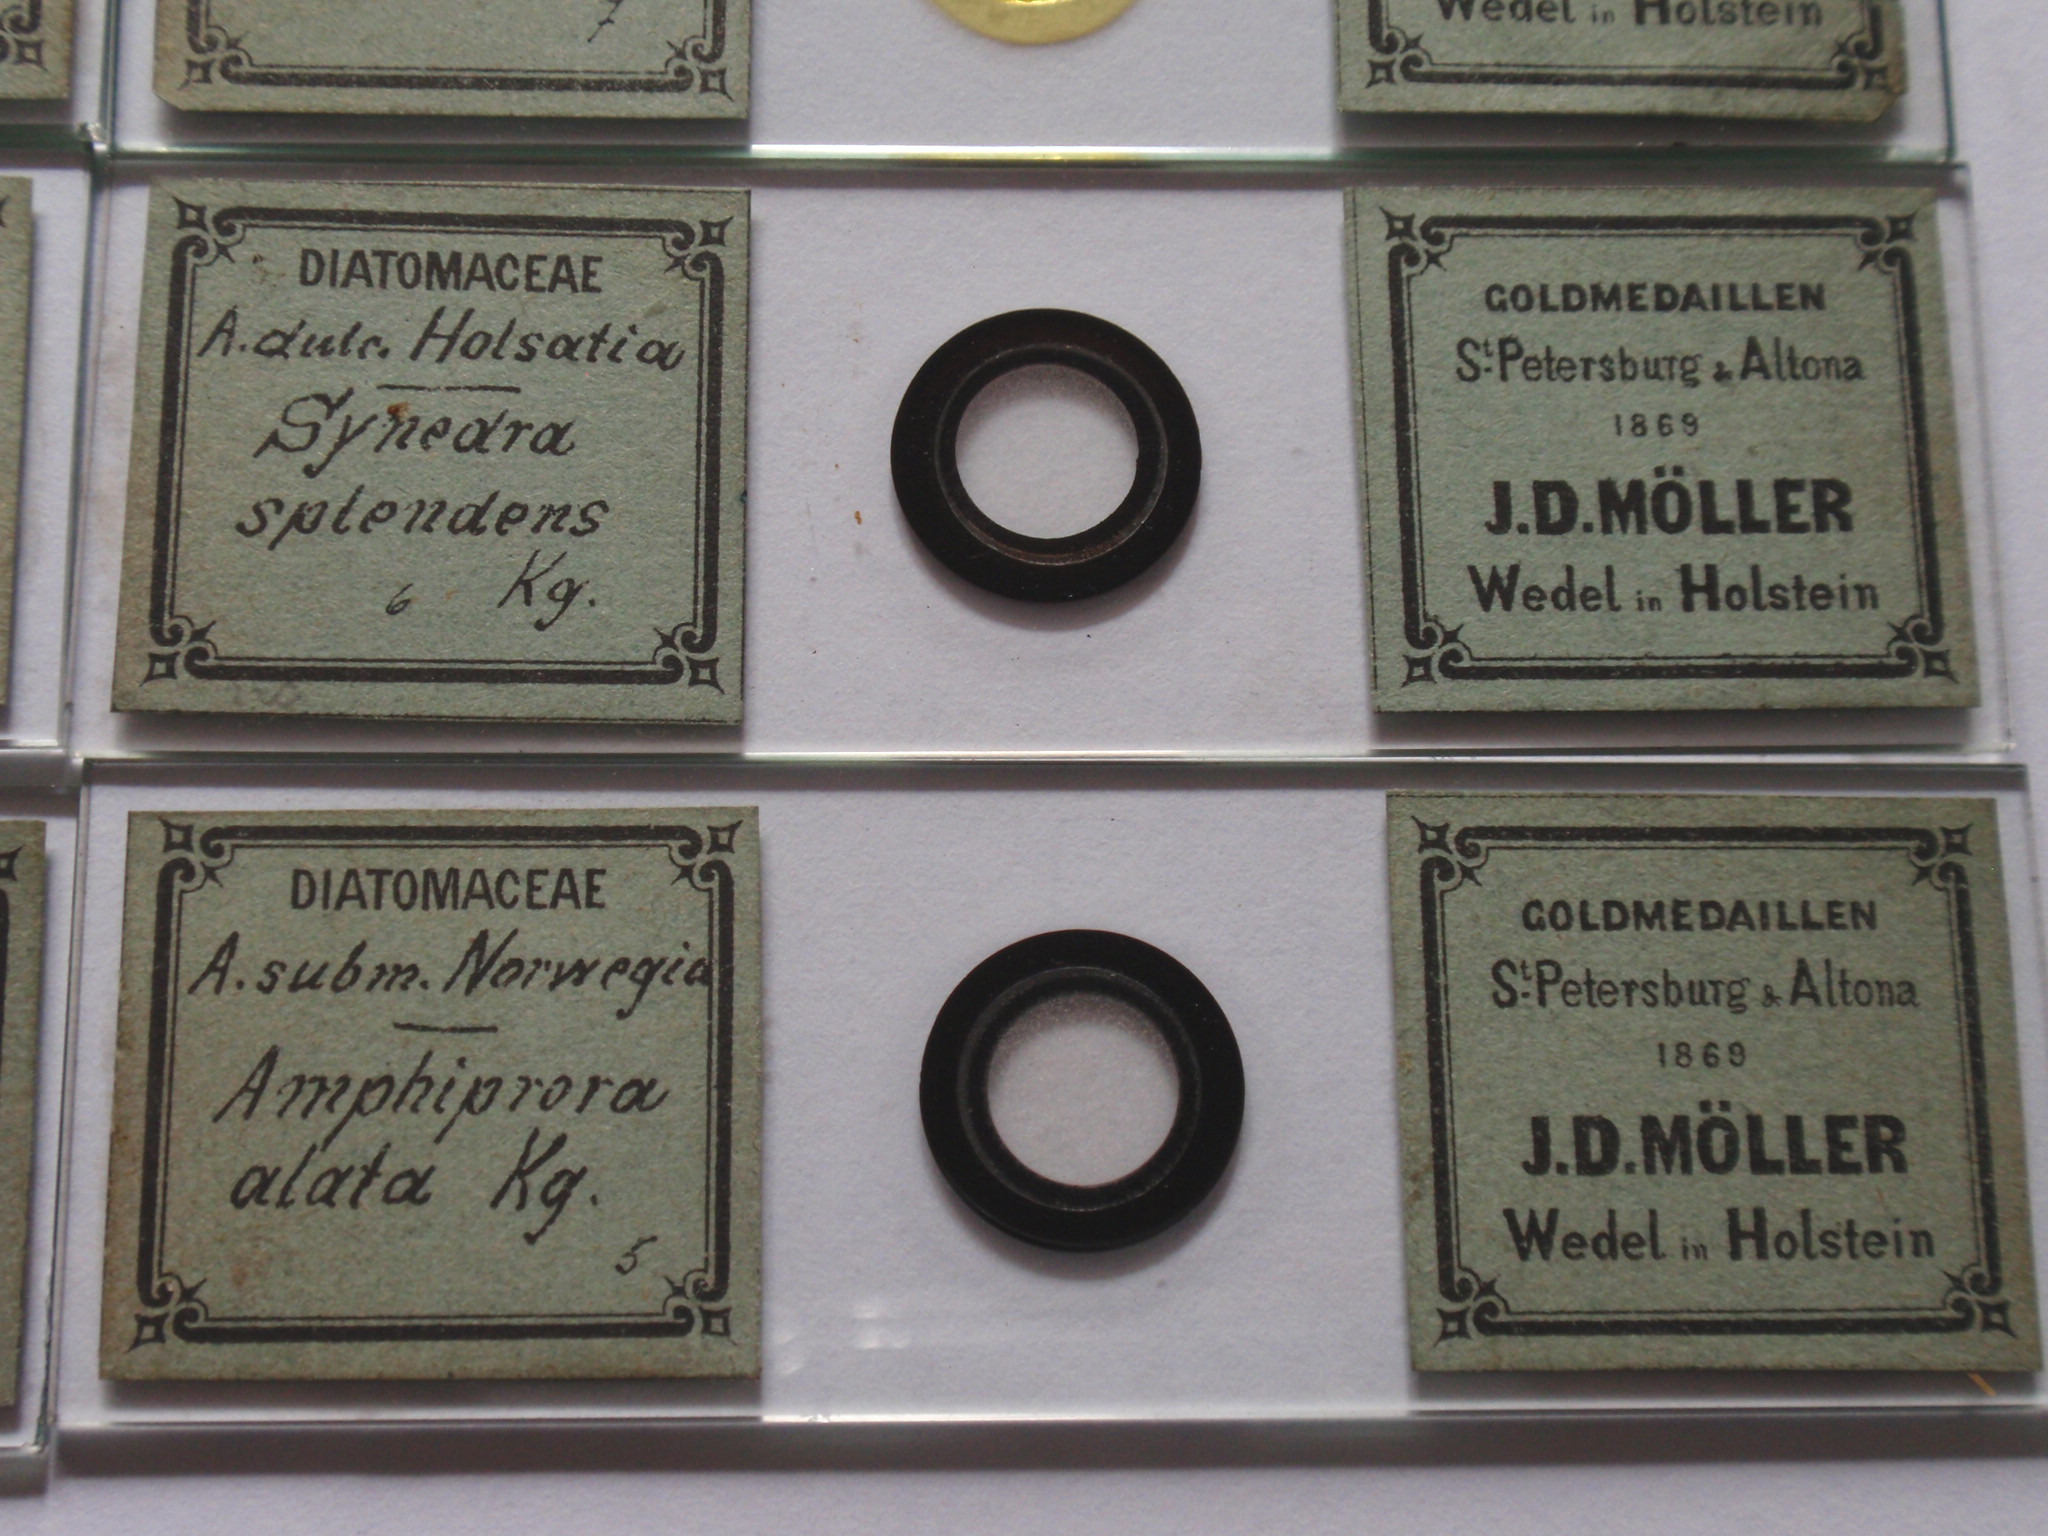 7
Wedel in Holstein
DIATOMACEAE
A. dulc. Holsatia
Synedra
splendens
6 Kg.
GOLDMEDAILLEN
St. Petersburg & Altona
1869
J.D.MÖLLER
Wedel in Holstein
DIATOMACEAE
A. subm. Norwegia
Amphiprora
alata Kg.
5
GOLDMEDAILLEN
St. Petersburg & Altona
1869
J.D.MÖLLER
Wedel in Holstein